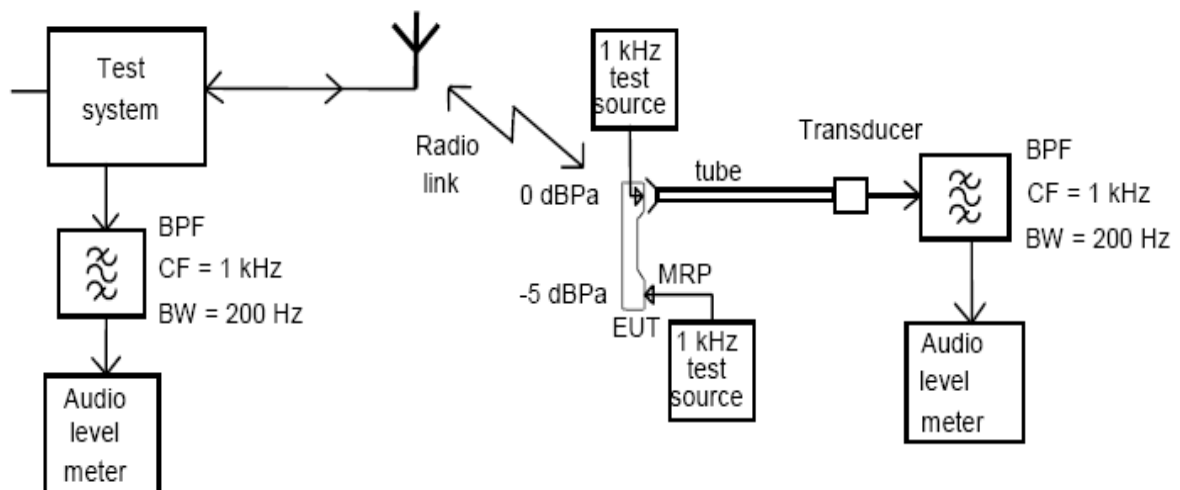 Test
system
Radio
link
BPF
CF = 1 kHz
BW = 200 Hz
Audio
level
meter
1 kHz
test
source
0 dBPa
tube
Transducer
BPF
CF = 1 kHz
BW = 200 Hz
-5 dBPa
MRP
EUT
1 kHz
test
source
Audio
level
meter